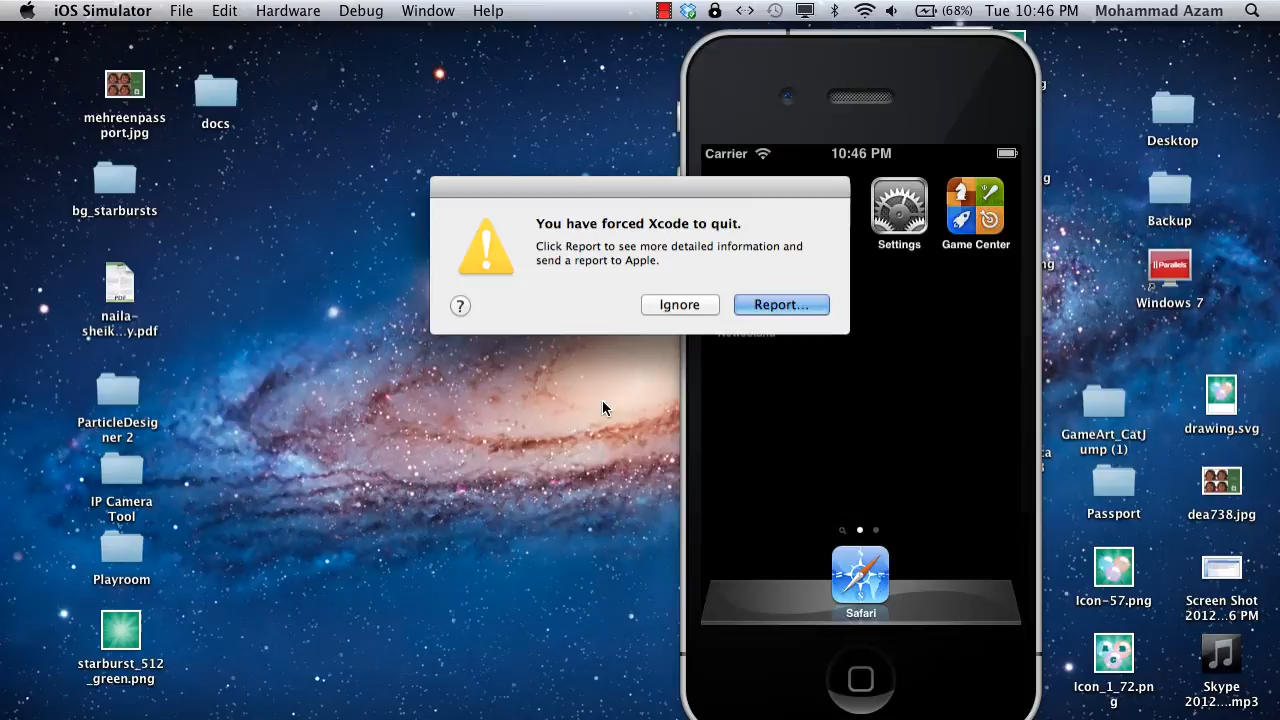 iOS Simulator File Edit Hardware Debug Window Help (68%) Tue 10:46 PM Mohammad Azam
mehreenpass
port.jpg
docs
bg_starbursts
PDF
naila-
sheik...y.pdf
ParticleDesig
ner 2
IP Camera
Tool
Playroom
starburst_512
_green.png
You have forced Xcode to quit.
Click Report to see more detailed information and
send a report to Apple.
?
Ignore
Report...
Carrier 10:46 PM
Settings
Game Center
Newsstand
N
Safari
Desktop
Backup
|| Parallels
Windows 7
GameArt_CatJ
ump (1)
drawing.svg
Passport
dea738.jpg
Icon-57.png
Screen Shot
2012...6 PM
Icon_1_72.pn
g
Skype
2012....mp3